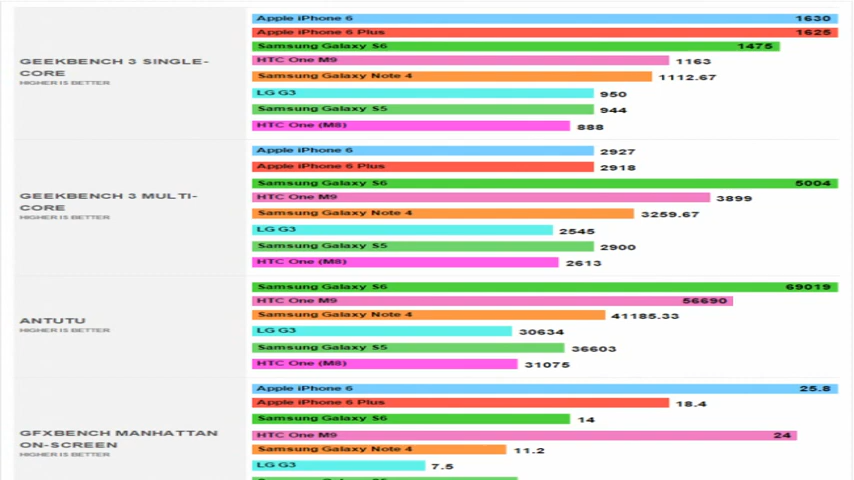 Apple iPhone 6 1630
Apple iPhone 6 Plus 1625
Samsung Galaxy S6 1475
GEEKBENCH 3 SINGLE-
CORE
HIGHER IS BETTER
HTC One M9 1163
Samsung Galaxy Note 4 1112.67
LG G3 950
Samsung Galaxy S5 944
HTC One (M8) 888
Apple iPhone 6 2927
Apple iPhone 6 Plus 2918
Samsung Galaxy S6 5004
GEEKBENCH 3 MULTI-
CORE
HIGHER IS BETTER
HTC One M9 3899
Samsung Galaxy Note 4 3259.67
LG G3 2545
Samsung Galaxy S5 2900
HTC One (M8) 2613
Samsung Galaxy S6 69019
HTC One M9 56690
ANTUTU
HIGHER IS BETTER
Samsung Galaxy Note 4 41185.33
LG G3 30634
Samsung Galaxy S5 36603
HTC One (M8) 31075
Apple iPhone 6 25.8
Apple iPhone 6 Plus 18.4
Samsung Galaxy S6 14
GFXBENCH MANHATTAN
ON-SCREEN
HIGHER IS BETTER
HTC One M9 24
Samsung Galaxy Note 4 11.2
LG G3 7.5